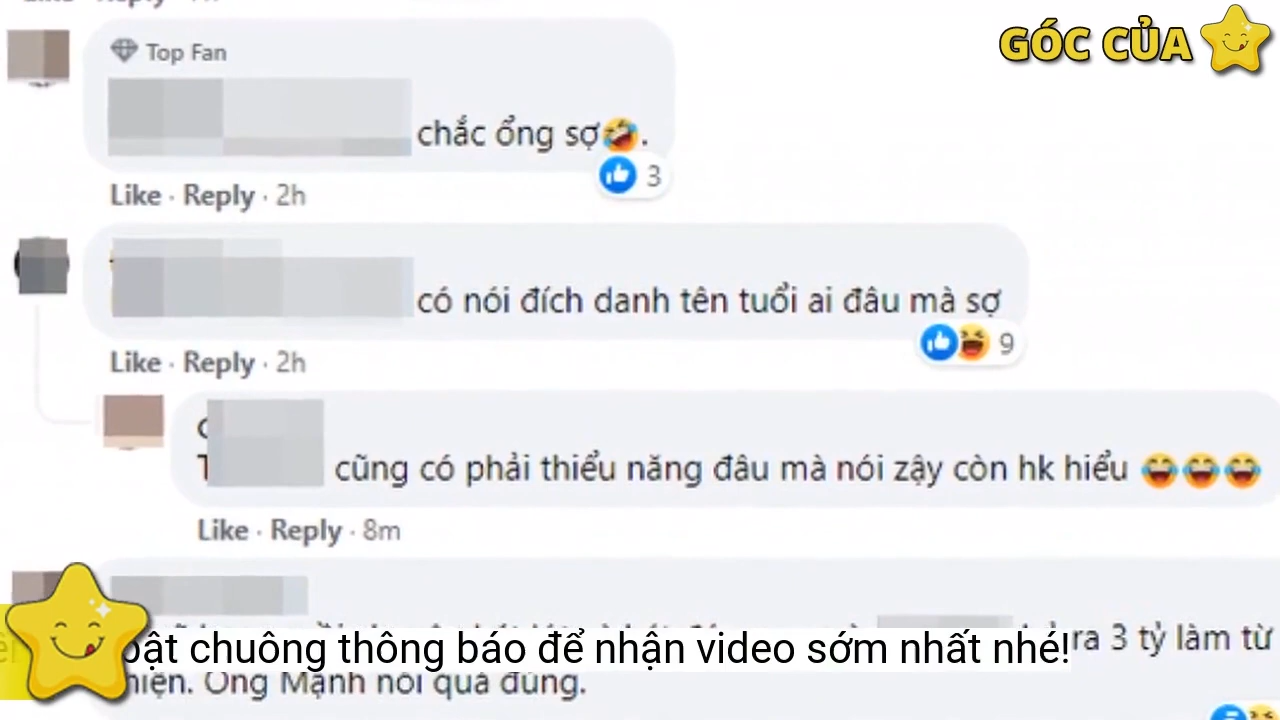 GÓC CỦA
Top Fan
chắc ổng sợ🤣.
3
Like · Reply · 2h
có nói đích danh tên tuổi ai đâu mà sợ
9
Like · Reply · 2h
cũng có phải thiểu năng đâu mà nói zậy còn hk hiểu 😂😂😂
Like · Reply · 8m
ra 3 tỷ làm từ
bật chuông thông báo để nhận video sớm nhất nhé!
Ông Mạnh nói quá đúng.